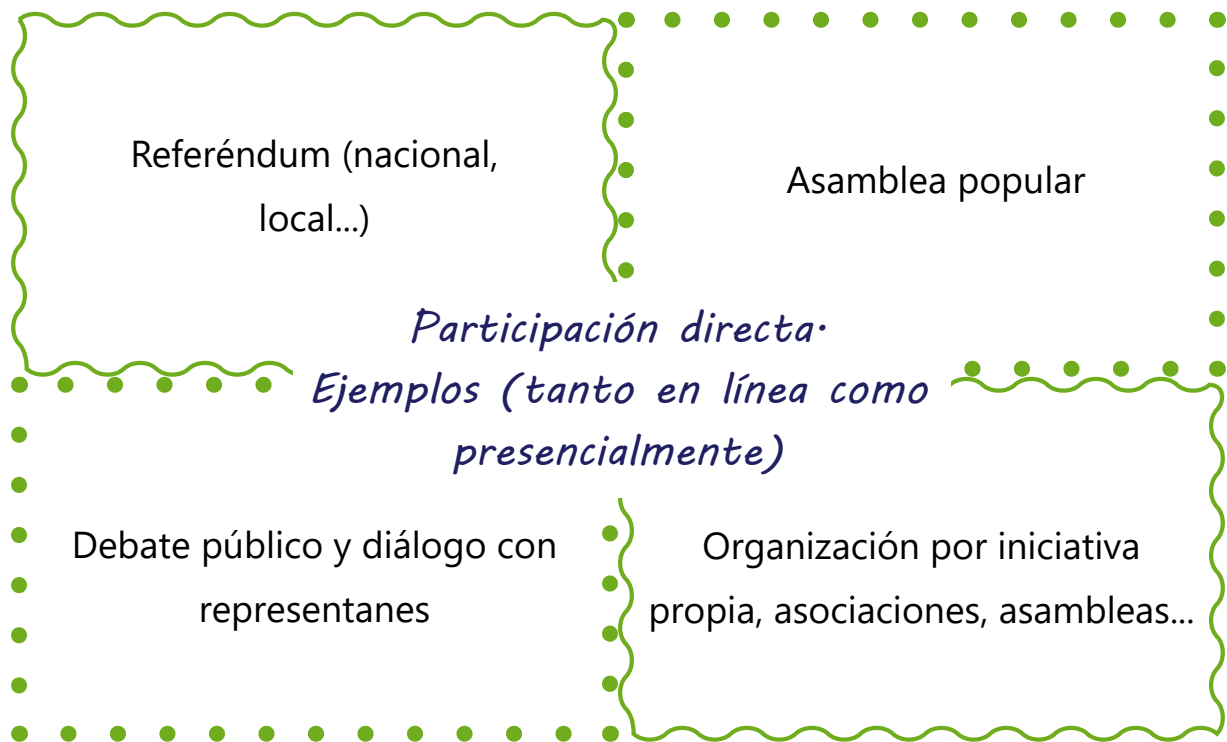 Referéndum (nacional,
local...)
Asamblea popular
Participación directa.
Ejemplos (tanto en línea como
presencialmente)
Debate público y diálogo con
representanes
Organización por iniciativa
propia, asociaciones, asambleas...